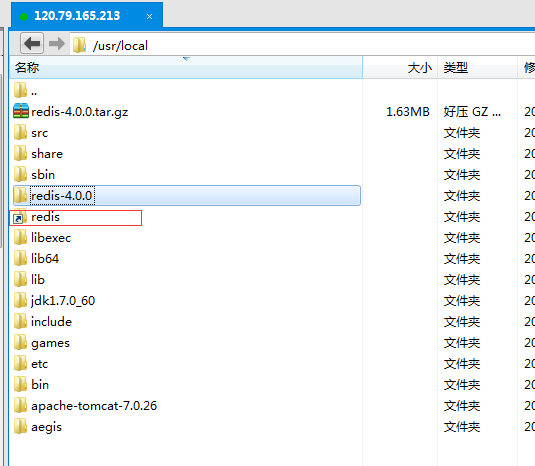 120.79.165.213 ×
/usr/local
名称 大小 类型 修
..
redis-4.0.0.tar.gz 1.63MB 好压 GZ ... 20
src 文件夹 20
share 文件夹 20
sbin 文件夹 20
redis-4.0.0 文件夹 20
redis 文件夹 20
libexec 文件夹 20
lib64 文件夹 20
lib 文件夹 20
jdk1.7.0_60 文件夹 20
include 文件夹 20
games 文件夹 20
etc 文件夹 20
bin 文件夹 20
apache-tomcat-7.0.26 文件夹 20
aegis 文件夹 20